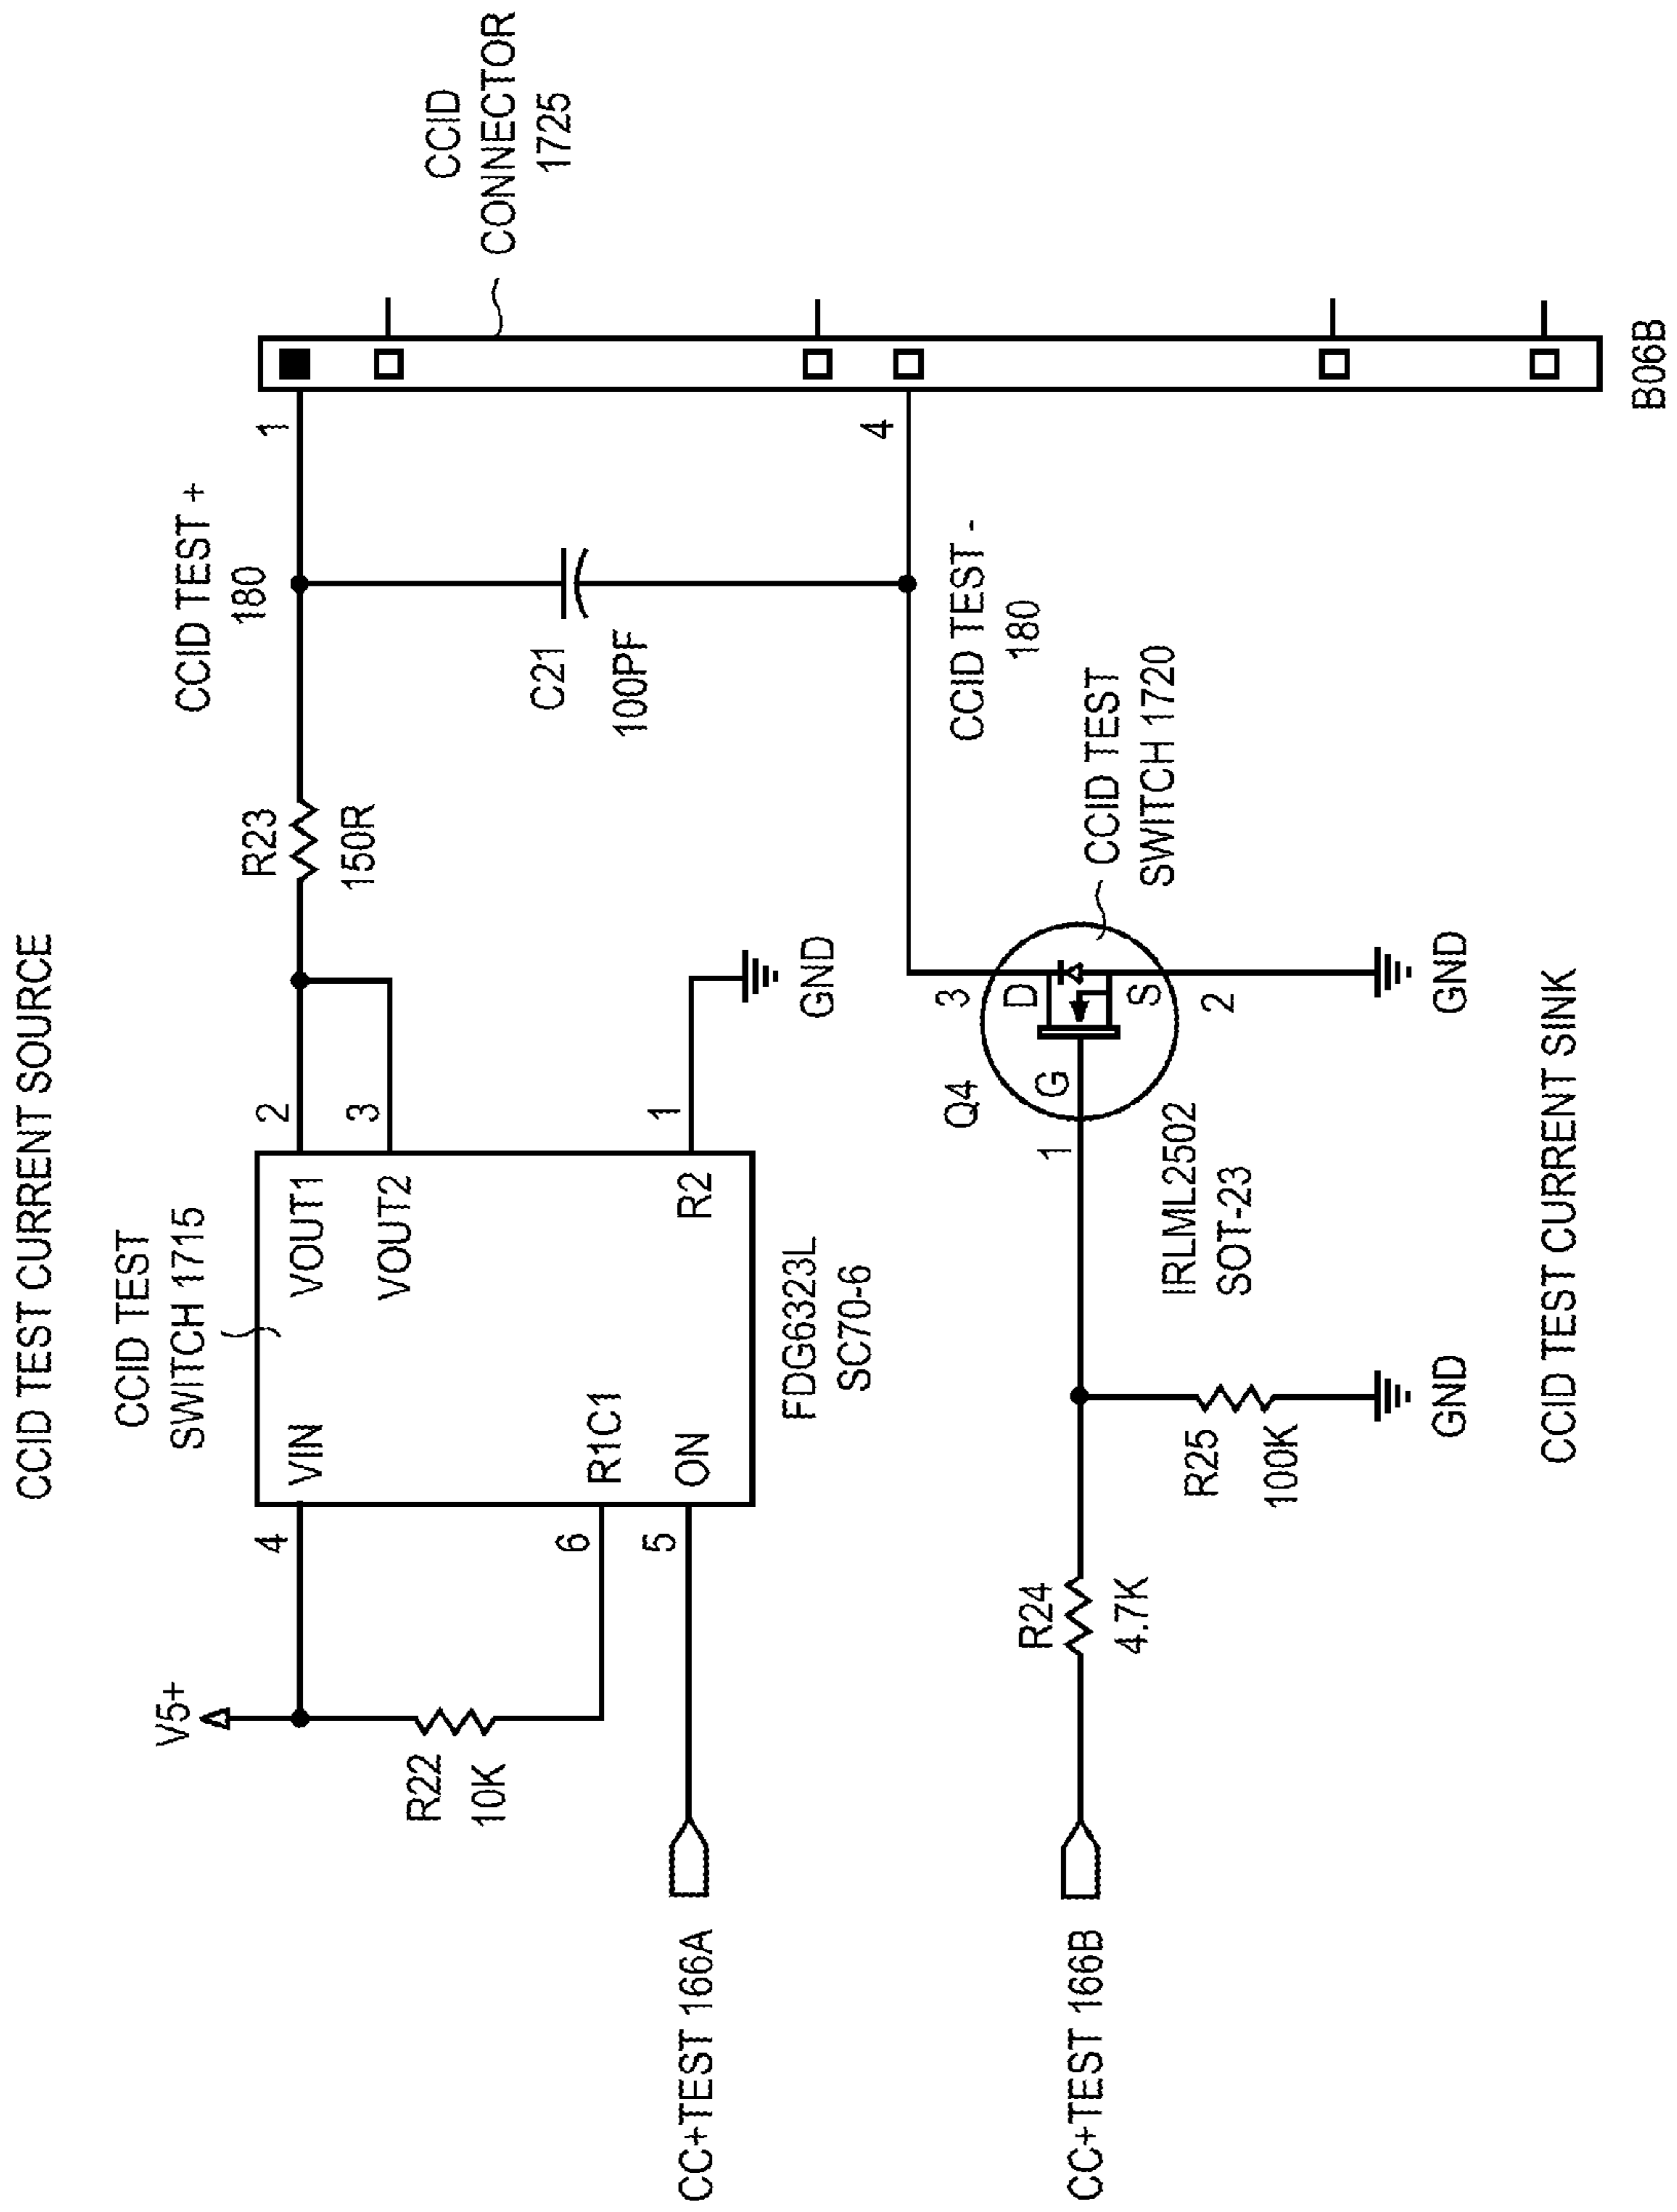 CCID TEST CURRENT SOURCE
CCID TEST
SWITCH 1715
V5+
4
VIN
VOUT1
2
3
VOUT2
R22
10K
6
R1C1
5
ON
R2
1
GND
FDG6323L
SC70-6
CC+TEST 166A
R23
150R
CCID TEST +
180
1
C21
100PF
4
CCID TEST -
180
CCID
CONNECTOR
1725
B06B
CCID TEST
SWITCH 1720
Q4
3
D
G
1
S
2
IRLML2502
SOT-23
GND
R24
4.7K
R25
100K
GND
CC+TEST 166B
CCID TEST CURRENT SINK